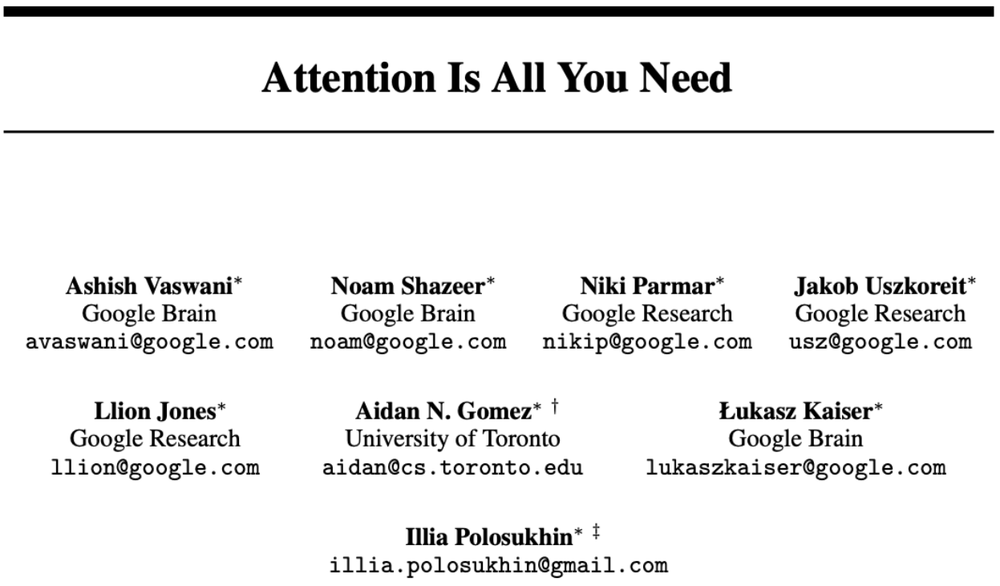 Attention Is All You Need
Ashish Vaswani* Noam Shazeer* Niki Parmar* Jakob Uszkoreit*
Google Brain Google Brain Google Research Google Research
avaswani@google.com noam@google.com nikip@google.com usz@google.com
Llion Jones* Aidan N. Gomez* † Łukasz Kaiser*
Google Research University of Toronto Google Brain
llion@google.com aidan@cs.toronto.edu lukaszkaiser@google.com
Illia Polosukhin* ‡
illia.polosukhin@gmail.com